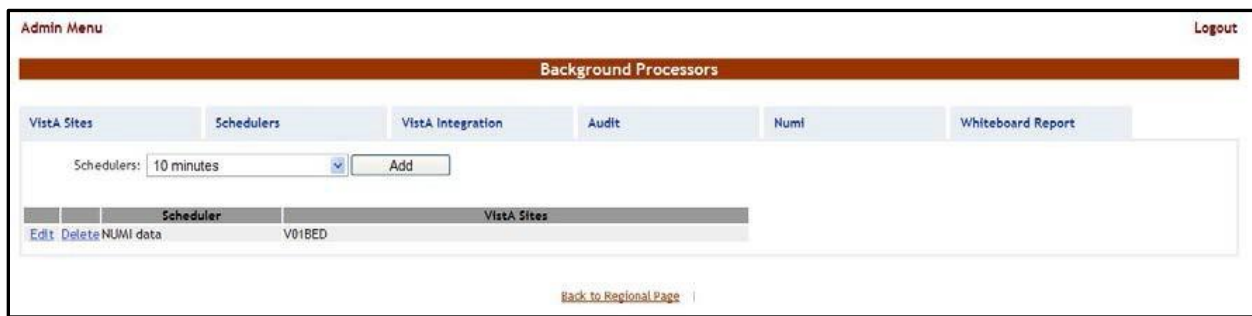 Admin Menu Logout
Background Processors
VistA Sites Schedulers VistA Integration Audit Numi Whiteboard Report
Schedulers: 10 minutes Add
Scheduler VistA Sites
Edit Delete NUMI data V01BED
Back to Regional Page |